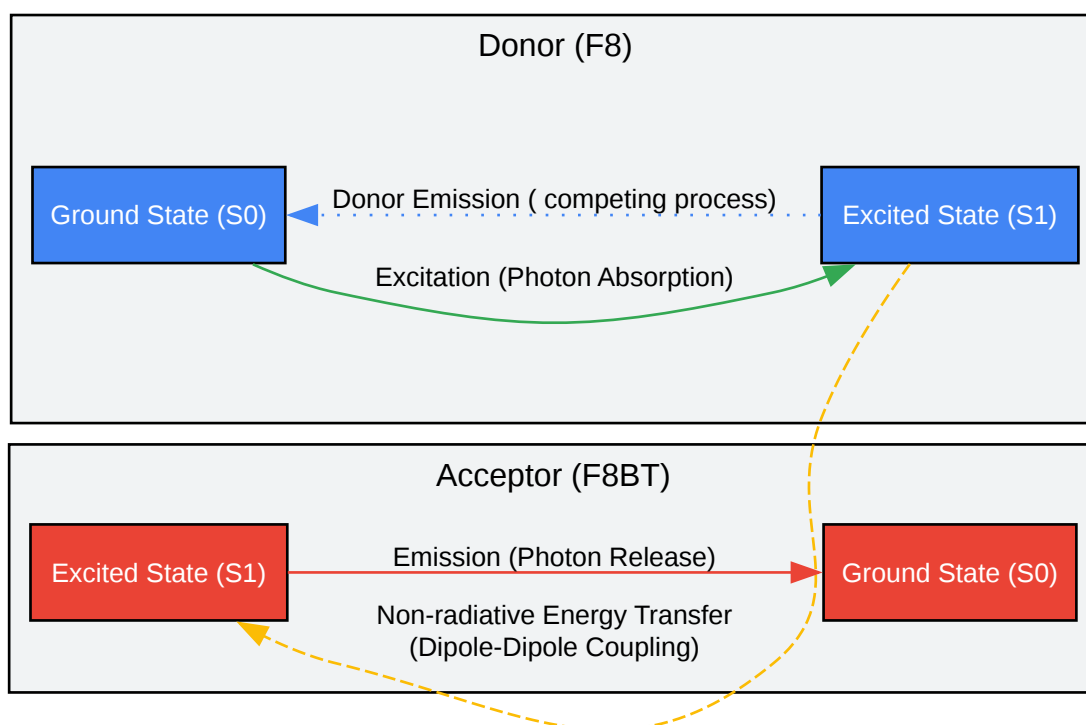 Donor (F8)
Donor Emission ( competing process)
Ground State (S0)
Excited State (S1)
Excitation (Photon Absorption)
Acceptor (F8BT)
Emission (Photon Release)
Excited State (S1)
Ground State (S0)
Non-radiative Energy Transfer
(Dipole-Dipole Coupling)